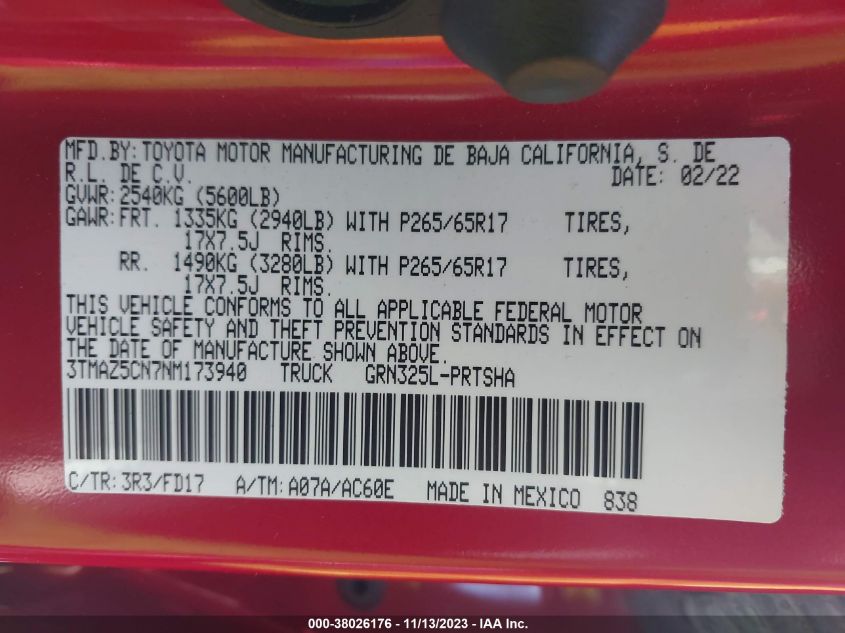 MFD.BY:TOYOTA MOTOR MANUFACTURING DE BAJA CALIFORNIA, S. DE
R.L. DE C.V. DATE: 02/22
GVWR:2540KG (5600LB)
GAWR:FRT. 1335KG (2940LB) WITH P265/65R17 TIRES,
17X7.5J RIMS.
RR. 1490KG (3280LB) WITH P265/65R17 TIRES,
17X7.5J RIMS.
THIS VEHICLE CONFORMS TO ALL APPLICABLE FEDERAL MOTOR
VEHICLE SAFETY AND THEFT PREVENTION STANDARDS IN EFFECT ON
THE DATE OF MANUFACTURE SHOWN ABOVE.
3TMAZ5CN7NM173940 TRUCK GRN325L-PRTSHA
C/TR:3R3/FD17 A/TM:A07A/AC60E MADE IN MEXICO 838
000-38026176 - 11/13/2023 - IAA Inc.